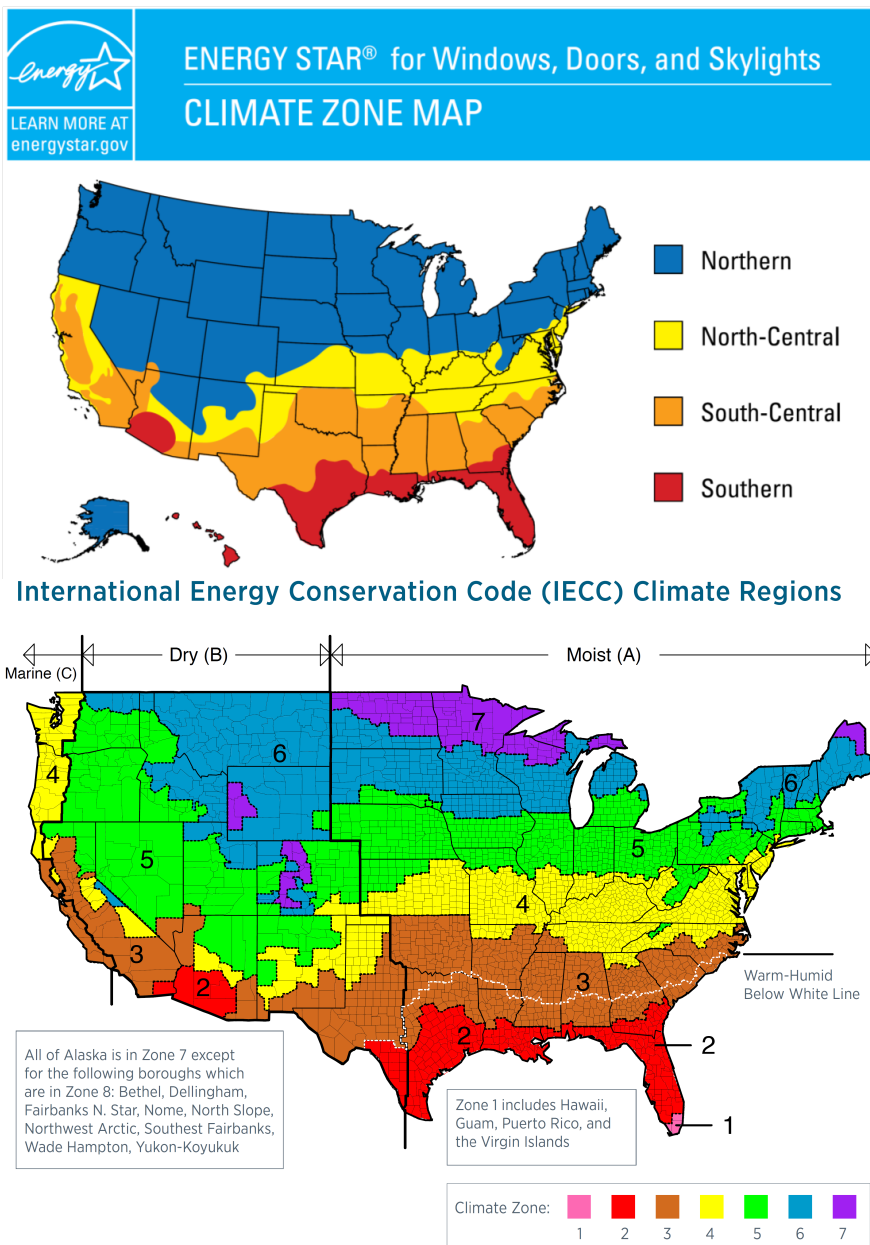 energy
LEARN MORE AT
energystar.gov
ENERGY STAR® for Windows, Doors, and Skylights
CLIMATE ZONE MAP
Northern
North-Central
South-Central
Southern
International Energy Conservation Code (IECC) Climate Regions
Marine (C)
Dry (B)
Moist (A)
7
6
6
4
5
5
4
3
3
2
2
Warm-Humid
Below White Line
2
1
All of Alaska is in Zone 7 except
for the following boroughs which
are in Zone 8: Bethel, Dellingham,
Fairbanks N. Star, Nome, North Slope,
Northwest Arctic, Southest Fairbanks,
Wade Hampton, Yukon-Koyukuk
Zone 1 includes Hawaii,
Guam, Puerto Rico, and
the Virgin Islands
Climate Zone:
1 2 3 4 5 6 7